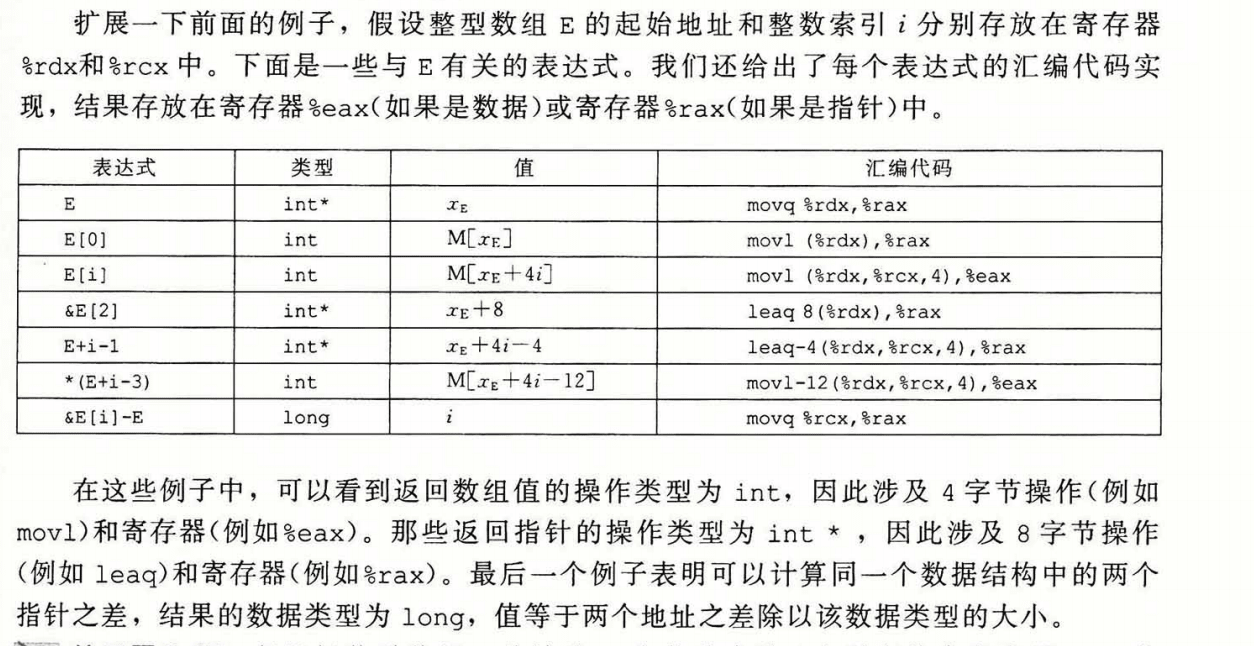 扩展一下前面的例子，假设整型数组 E 的起始地址和整数索引 i 分别存放在寄存器
%rdx和%rcx 中。下面是一些与 E 有关的表达式。我们还给出了每个表达式的汇编代码实
现，结果存放在寄存器%eax(如果是数据)或寄存器%rax(如果是指针)中。
表达式 类型 值 汇编代码
E int* xE movq %rdx,%rax
E[0] int M[xE] movl (%rdx),%rax
E[i] int M[xE+4i] movl (%rdx,%rcx,4),%eax
&E[2] int* xE+8 leaq 8(%rdx),%rax
E+i-1 int* xE+4i-4 leaq-4(%rdx,%rcx,4),%rax
*(E+i-3) int M[xE+4i-12] movl-12(%rdx,%rcx,4),%eax
&E[i]-E long i movq %rcx,%rax
在这些例子中，可以看到返回数组值的操作类型为 int，因此涉及 4 字节操作(例如
movl)和寄存器(例如%eax)。那些返回指针的操作类型为 int *，因此涉及 8 字节操作
(例如 leaq)和寄存器(例如%rax)。最后一个例子表明可以计算同一个数据结构中的两个
指针之差，结果的数据类型为 long，值等于两个地址之差除以该数据类型的大小。